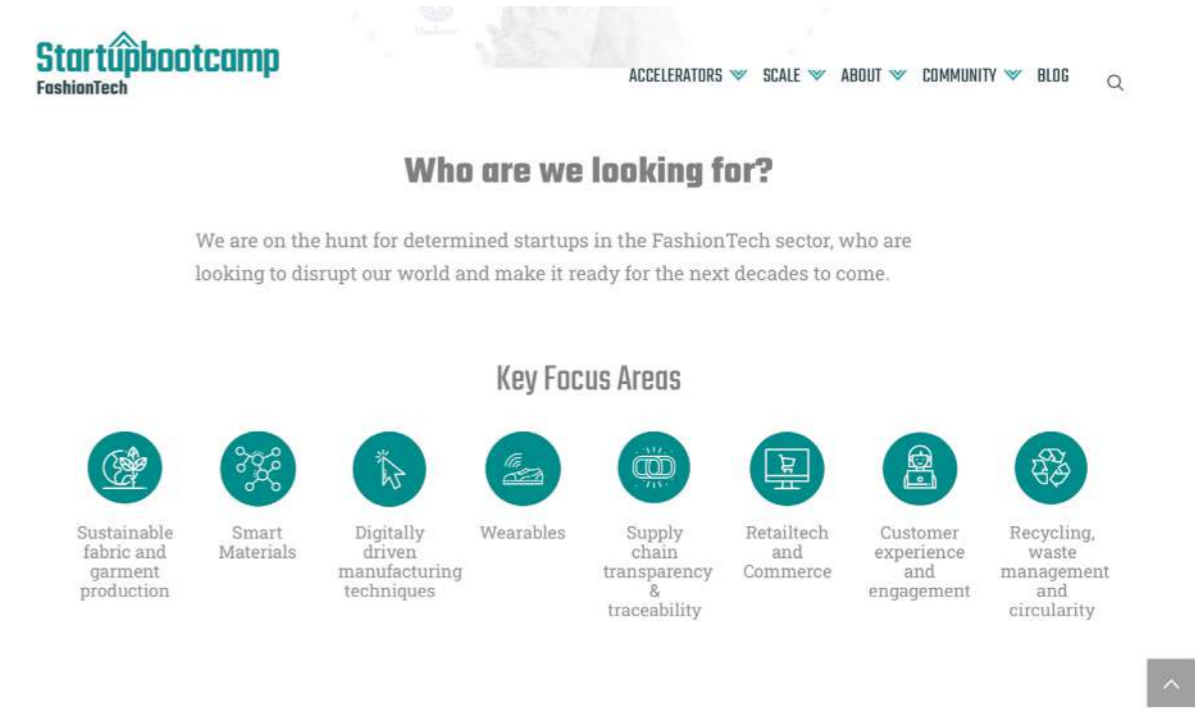 Startupbootcamp
FashionTech
ACCELERATORS SCALE ABOUT COMMUNITY BLOG
Who are we looking for?
We are on the hunt for determined startups in the FashionTech sector, who are
looking to disrupt our world and make it ready for the next decades to come.
Key Focus Areas
Sustainable
fabric and
garment
production
Smart
Materials
Digitally
driven
manufacturing
techniques
Wearables
Supply
chain
transparency
&
traceability
Retailtech
and
Commerce
Customer
experience
and
engagement
Recycling,
waste
management
and
circularity